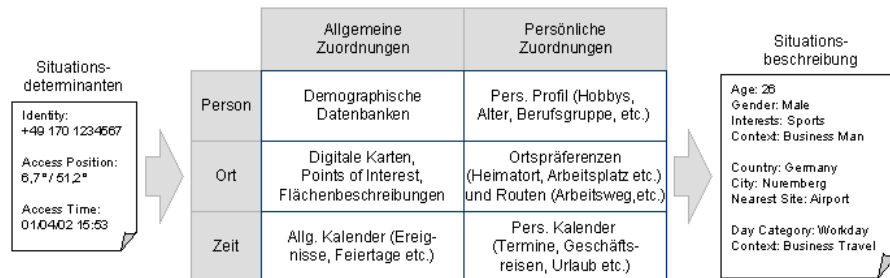 Situations-
determinanten
Identity:
+49 170 1234567
Access Position:
6,7°/ 51,2°
Access Time:
01/04/02 15:53
Allgemeine
Zuordnungen
Persönliche
Zuordnungen
Person
Demographische
Datenbanken
Pers. Profil (Hobbys,
Alter, Berufsgruppe, etc.)
Ort
Digitale Karten,
Points of Interest,
Flächenbeschreibungen
Ortspräferenzen
(Heimatort, Arbeitsplatz etc.)
und Routen (Arbeitsweg,etc.)
Zeit
Allg. Kalender (Ereig-
nisse, Feiertage etc.)
Pers. Kalender
(Termine, Geschäfts-
reisen, Urlaub etc.)
Situations-
beschreibung
Age: 26
Gender: Male
Interests: Sports
Context: Business Man
Country: Germany
City: Nuremberg
Nearest Site: Airport
Day Category: Workday
Context: Business Travel